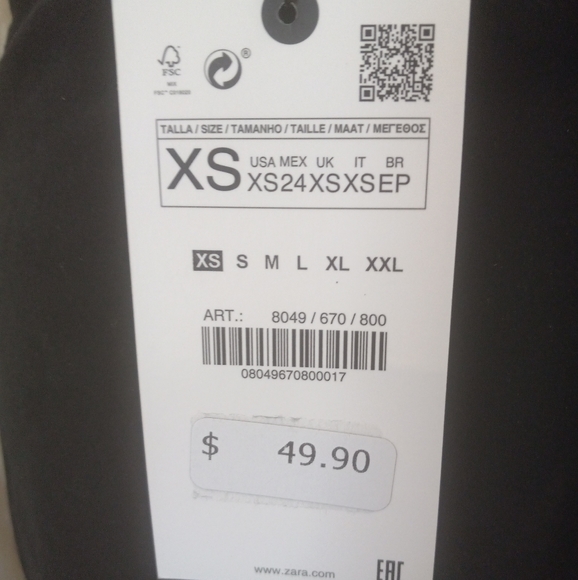 FSC
MIX
TALLA / SIZE / TAMANHO / TAILLE / MAAT / ΜΕΓΕΘΟΣ
XS
USA MEX UK IT BR
XS 24 XS XS EP
XS S M L XL XXL
ART.: 8049 / 670 / 800
08049670800017
$ 49.90
www.zara.com
EAC